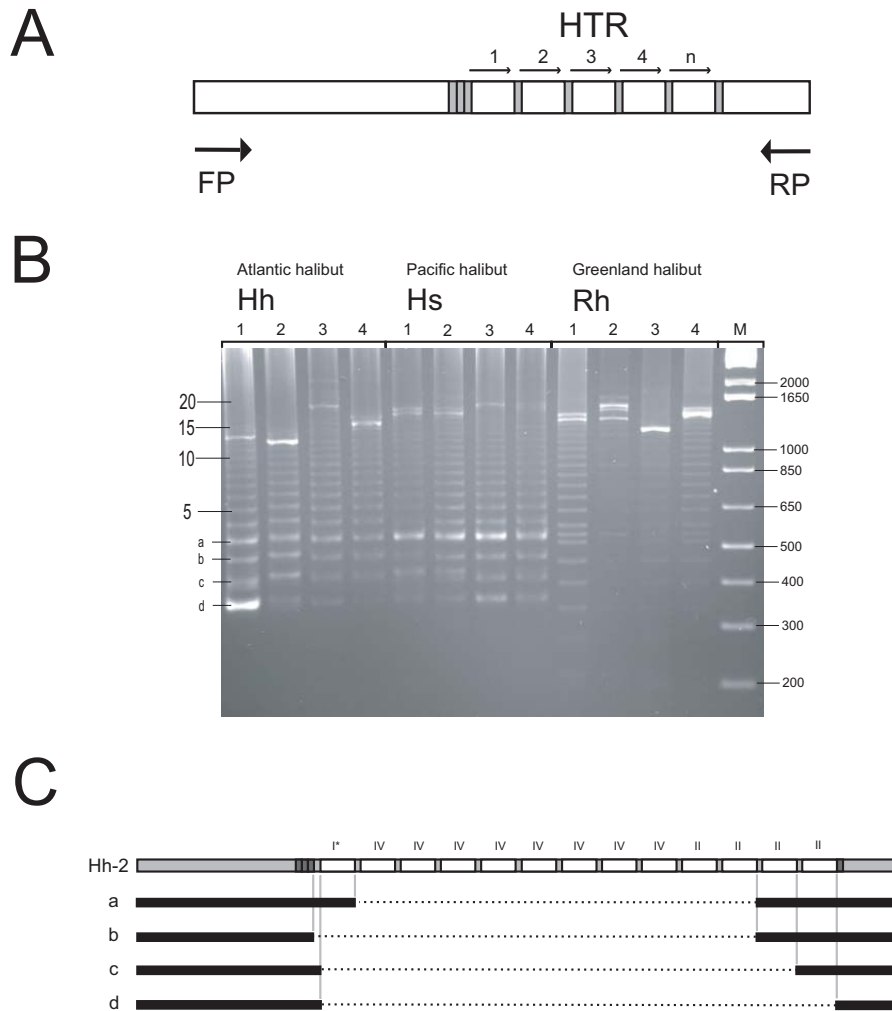 A
HTR
1 2 3 4 n
FP RP
B
Atlantic halibut Pacific halibut Greenland halibut
Hh Hs Rh
1 2 3 4 1 2 3 4 1 2 3 4 M
20
15
10
5
a
b
c
d
2000
1650
1000
850
650
500
400
300
200
C
I* IV IV IV IV IV IV IV IV II II II II
Hh-2
a
b
c
d